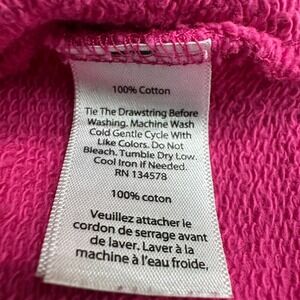 100% Cotton
Tie The Drawstring Before
Washing. Machine Wash
Cold Gentle Cycle With
Like Colors. Do Not
Bleach. Tumble Dry Low.
Cool Iron If Needed.
RN 134578
100% coton
Veuillez attacher le
cordon de serrage avant
de laver. Laver à la
machine à l'eau froide,